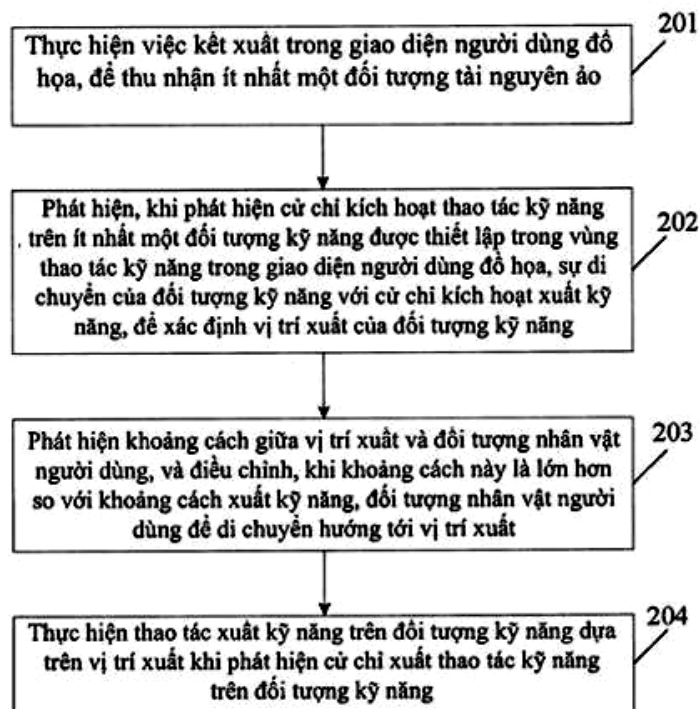 201
Thực hiện việc kết xuất trong giao diện người dùng đồ
họa, để thu nhận ít nhất một đối tượng tài nguyên ảo
Phát hiện, khi phát hiện cử chỉ kích hoạt thao tác kỹ năng
trên ít nhất một đối tượng kỹ năng được thiết lập trong vùng
thao tác kỹ năng trong giao diện người dùng đồ họa, sự di
chuyển của đối tượng kỹ năng với cử chỉ kích hoạt xuất kỹ
năng, để xác định vị trí xuất của đối tượng kỹ năng
202
Phát hiện khoảng cách giữa vị trí xuất và đối tượng nhân vật
người dùng, và điều chỉnh, khi khoảng cách này là lớn hơn
so với khoảng cách xuất kỹ năng, đối tượng nhân vật người
dùng để di chuyển hướng tới vị trí xuất
203
Thực hiện thao tác xuất kỹ năng trên đối tượng kỹ năng dựa
trên vị trí xuất khi phát hiện cử chỉ xuất thao tác kỹ năng
trên đối tượng kỹ năng
204